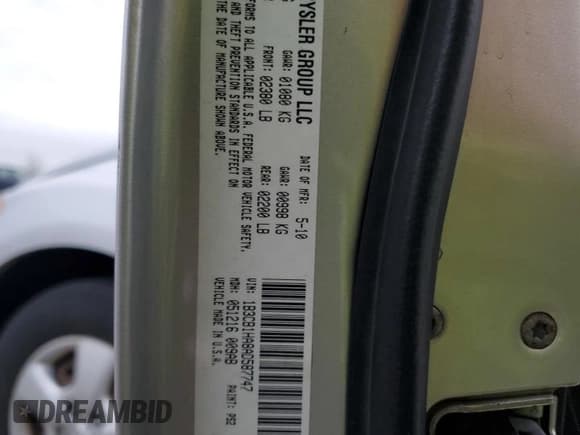 YSLER GROUP LLC
DATE OF MFR: 5-10
GAWR: 01080 KG GAWR: 00998 KG
FRONT: 02380 LB REAR: 02200 LB
FORMS TO ALL APPLICABLE U.S.A. FEDERAL MOTOR VEHICLE SAFETY,
AND THEFT PREVENTION STANDARDS IN EFFECT ON
THE DATE OF MANUFACTURE SHOWN ABOVE.
VIN: 1B3CB1HA8AD587747
MDH: 051216 009AB PAINT: PS2
VEHICLE MADE IN U.S.A.
DREAMBID